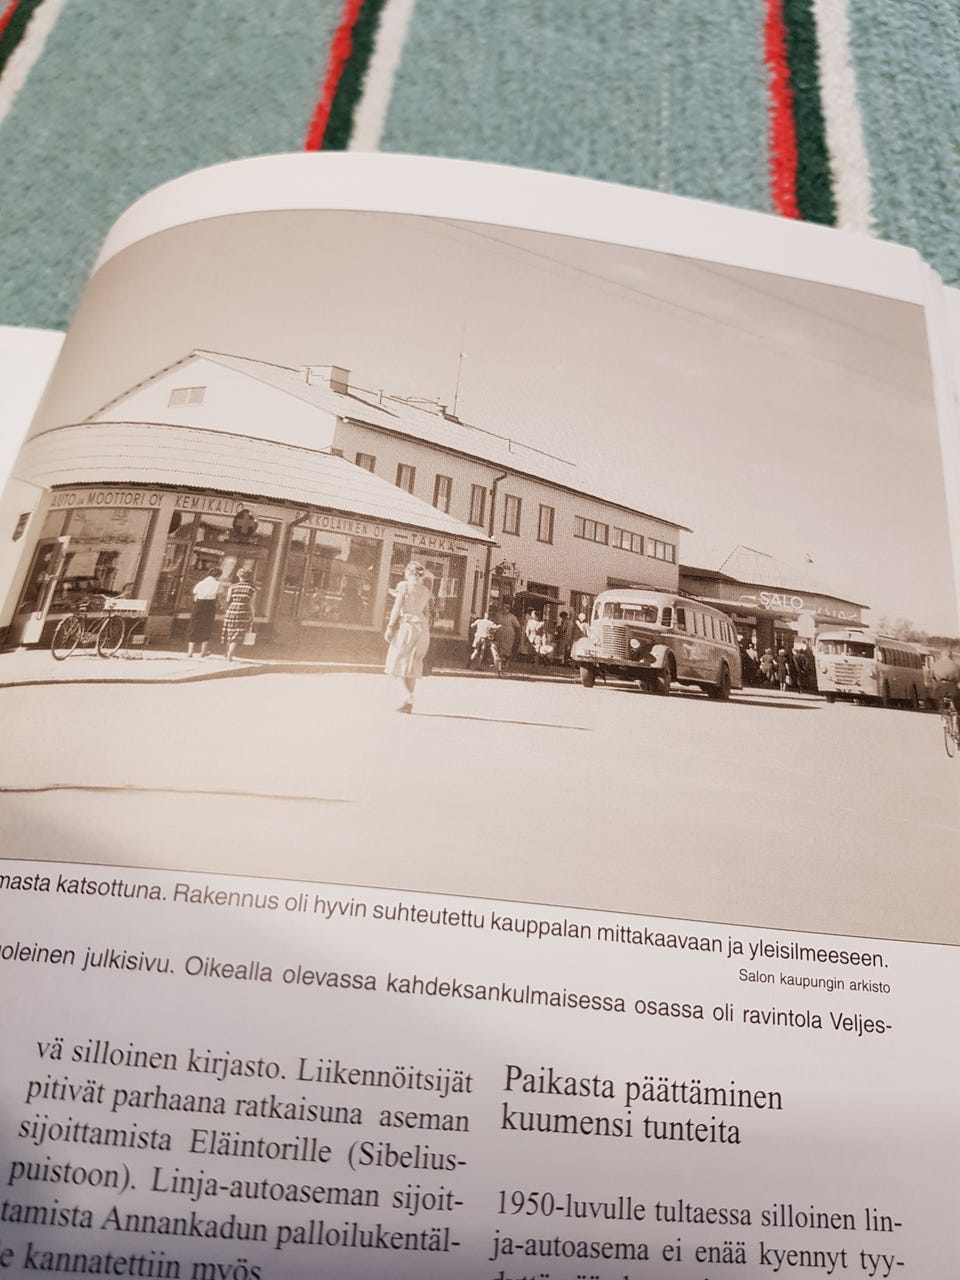 AUTO JA MOOTTORI OY KEMIKALIO
KOLAINEN OY
TÄHKÄ
SALO
masta katsottuna. Rakennus oli hyvin suhteutettu kauppalan mittakaavaan ja yleisilmeeseen.
Salon kaupungin arkisto
oleinen julkisivu. Oikealla olevassa kahdeksankulmaisessa osassa oli ravintola Veljes-
vä silloinen kirjasto. Liikennöitsijät
pitivät parhaana ratkaisuna aseman
sijoittamista Eläintorille (Sibelius-
puistoon). Linja-autoaseman sijoit-
tamista Annankadun palloilukentäl-
le kannatettiin myös
Paikasta päättäminen
kuumensi tunteita
1950-luvulle tultaessa silloinen lin-
ja-autoasema ei enää kyennyt tyy-